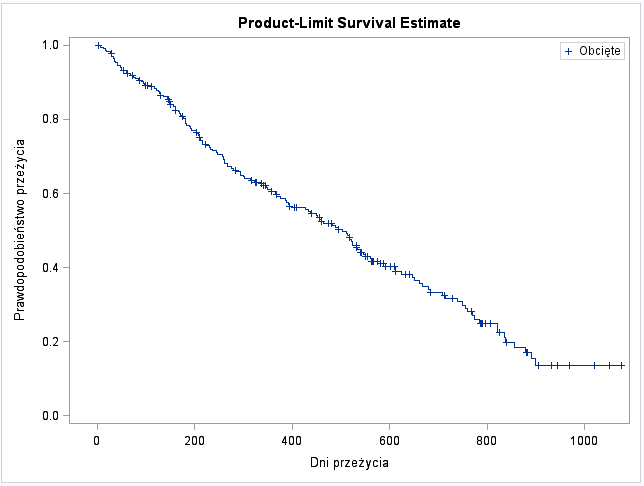 Product-Limit Survival Estimate
1.0
+ Obcięte
0.8
0.6
0.4
0.2
0.0
Prawdopodobieństwo przeżycia
0 200 400 600 800 1000
Dni przeżycia